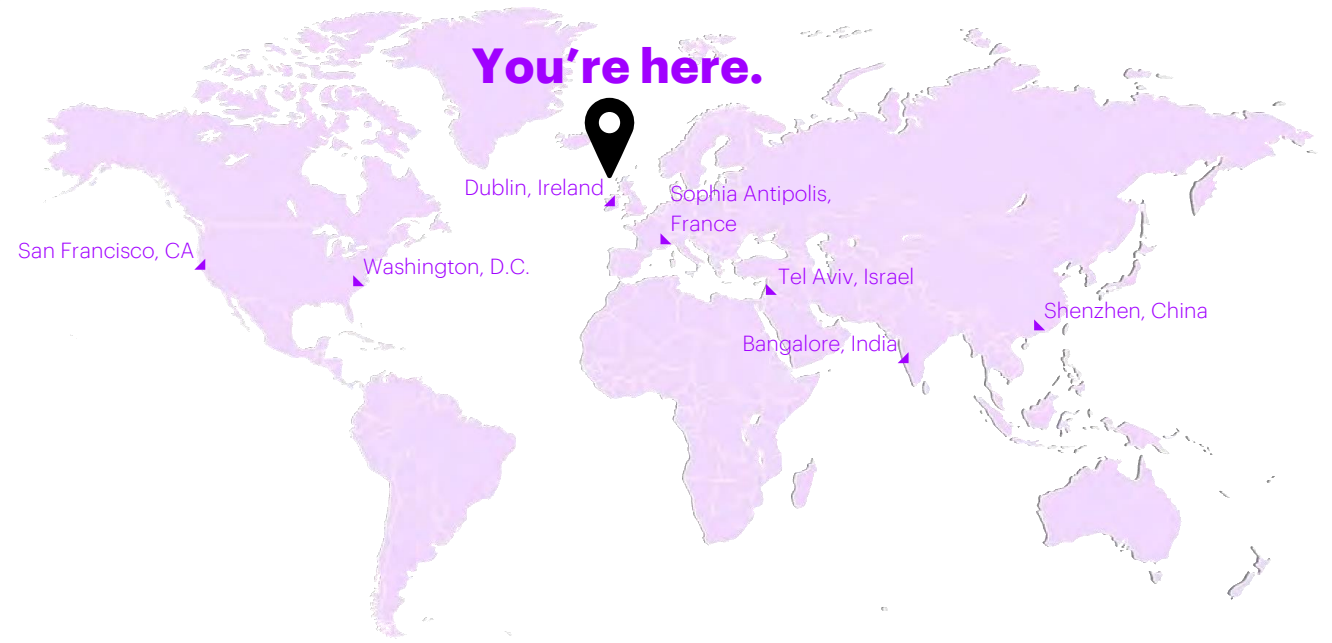 You’re here.
Dublin, Ireland
Sophia Antipolis,
France
San Francisco, CA
Washington, D.C.
Tel Aviv, Israel
Shenzhen, China
Bangalore, India